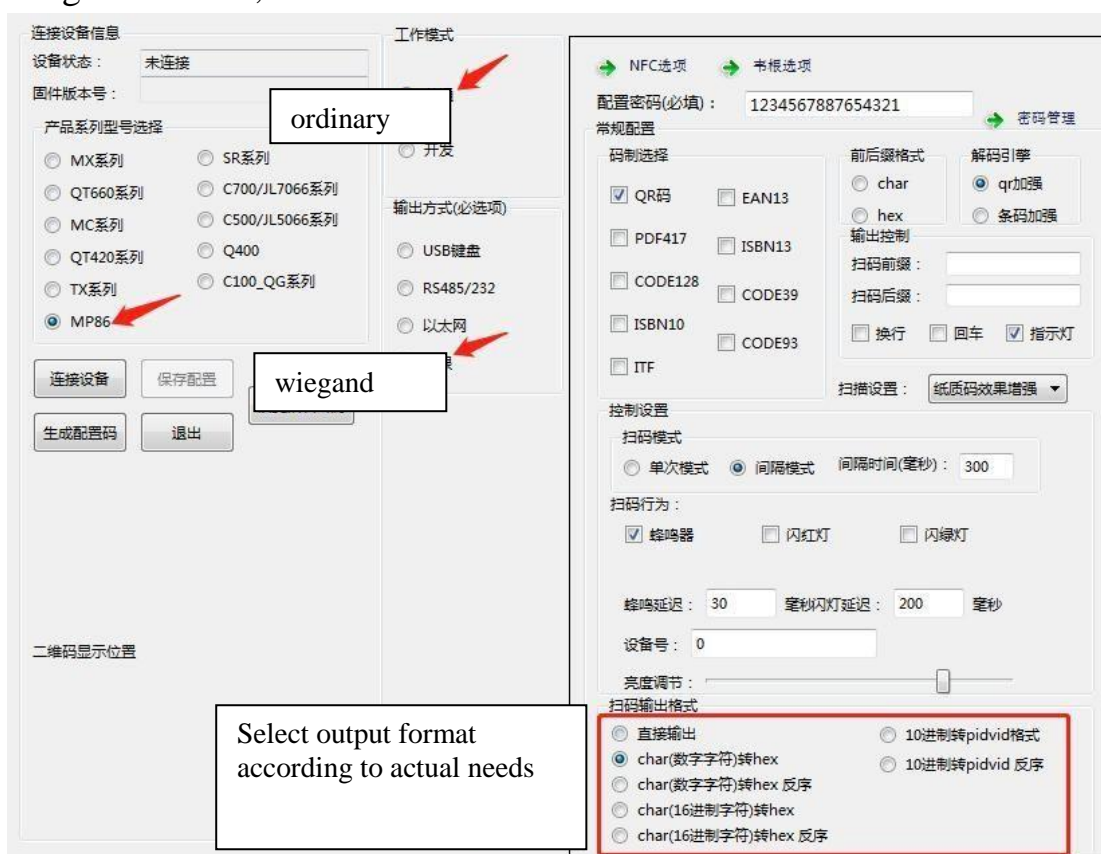 连接设备信息
设备状态： 未连接
固件版本号：
产品系列型号选择
MX系列 SR系列
QT660系列 C700/JL7066系列
MC系列 C500/JL5066系列
QT420系列 Q400
TX系列 C100_QG系列
MP86
连接设备 保存配置
生成配置码 退出
二维码显示位置
工作模式
ordinary
开发
输出方式(必选项)
USB键盘
RS485/232
以太网
wiegand
Select output format
according to actual needs
NFC选项 韦根选项
配置密码(必填)： 1234567887654321
密码管理
常规配置
码制选择
QR码 EAN13
PDF417 ISBN13
CODE128 CODE39
ISBN10 CODE93
ITF
前后缀格式
char
hex
解码引擎
qr加强
条码加强
输出控制
扫码前缀：
扫码后缀：
换行 回车 指示灯
扫描设置： 纸质码效果增强
控制设置
扫码模式
单次模式 间隔模式 间隔时间(毫秒)： 300
扫码行为：
蜂鸣器 闪红灯 闪绿灯
蜂鸣延迟： 30 毫秒闪灯延迟： 200 毫秒
设备号： 0
亮度调节：
扫码输出格式
直接输出 10进制转pidvid格式
char(数字字符)转hex 10进制转pidvid 反序
char(数字字符)转hex 反序
char(16进制字符)转hex
char(16进制字符)转hex 反序